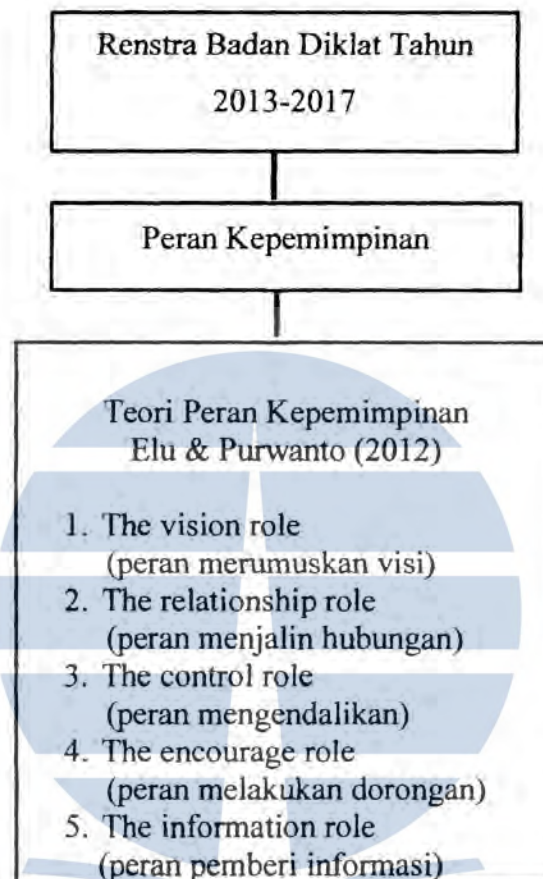 Renstra Badan Diklat Tahun
2013-2017
Peran Kepemimpinan
Teori Peran Kepemimpinan
Elu & Purwanto (2012)
1. The vision role
(peran merumuskan visi)
2. The relationship role
(peran menjalin hubungan)
3. The control role
(peran mengendalikan)
4. The encourage role
(peran melakukan dorongan)
5. The information role
(peran pemberi informasi)